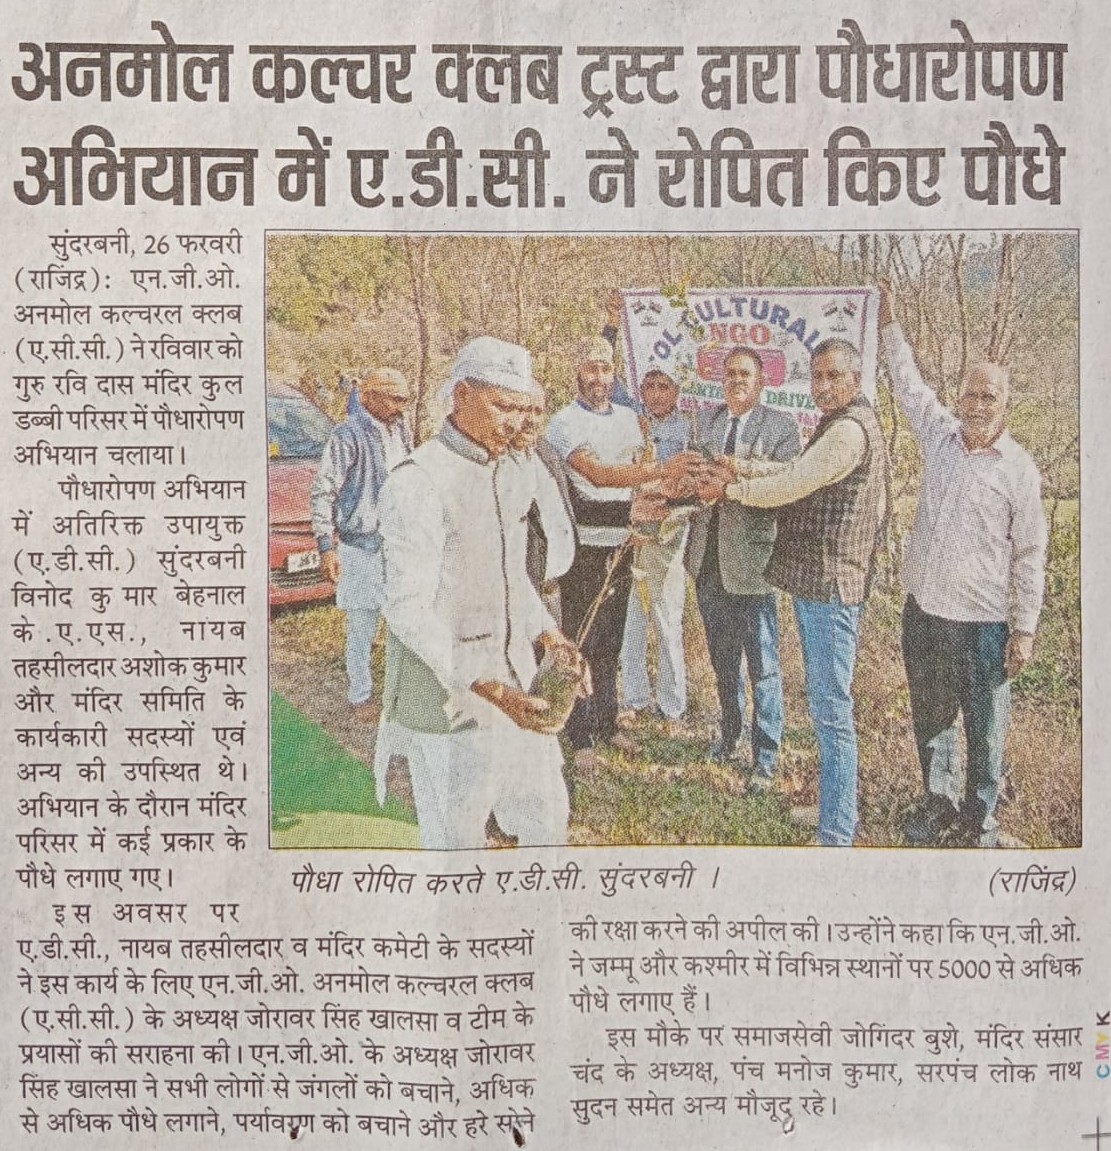 अनमोल कल्चर क्लब ट्रस्ट द्वारा पौधारोपण
अभियान में ए.डी.सी. ने रोपित किए पौधे
सुंदरबनी, 26 फरवरी
(राजिंद्र): एन.जी.ओ.
अनमोल कल्चरल क्लब
(ए.सी.सी.) ने रविवार को
गुरु रवि दास मंदिर कुल
डब्बी परिसर में पौधारोपण
अभियान चलाया।
पौधारोपण अभियान
में अतिरिक्त उपायुक्त
(ए.डी.सी.) सुंदरबनी
विनोद कु मार बेहनाल
के .ए.एस., नायब
तहसीलदार अशोक कुमार
और मंदिर समिति के
कार्यकारी सदस्यों एवं
अन्य की उपस्थित थे।
अभियान के दौरान मंदिर
परिसर में कई प्रकार के
पौधे लगाए गए।
इस अवसर पर
ए.डी.सी., नायब तहसीलदार व मंदिर कमेटी के सदस्यों
ने इस कार्य के लिए एन.जी.ओ. अनमोल कल्चरल क्लब
(ए.सी.सी.) के अध्यक्ष जोरावर सिंह खालसा व टीम के
प्रयासों की सराहना की। एन.जी.ओ. के अध्यक्ष जोरावर
सिंह खालसा ने सभी लोगों से जंगलों को बचाने, अधिक
से अधिक पौधे लगाने, पर्यावरण को बचाने और हरे सोने
की रक्षा करने की अपील की। उन्होंने कहा कि एन.जी.ओ.
ने जम्मू और कश्मीर में विभिन्न स्थानों पर 5000 से अधिक
पौधे लगाए हैं।
इस मौके पर समाजसेवी जोगिंदर बुशे, मंदिर संसार
चंद के अध्यक्ष, पंच मनोज कुमार, सरपंच लोक नाथ
सुदन समेत अन्य मौजूद रहे।
CULTURAL
NGO
DRIVE
पौधा रोपित करते ए.डी.सी. सुंदरबनी । (राजिंद्र)
CMYK